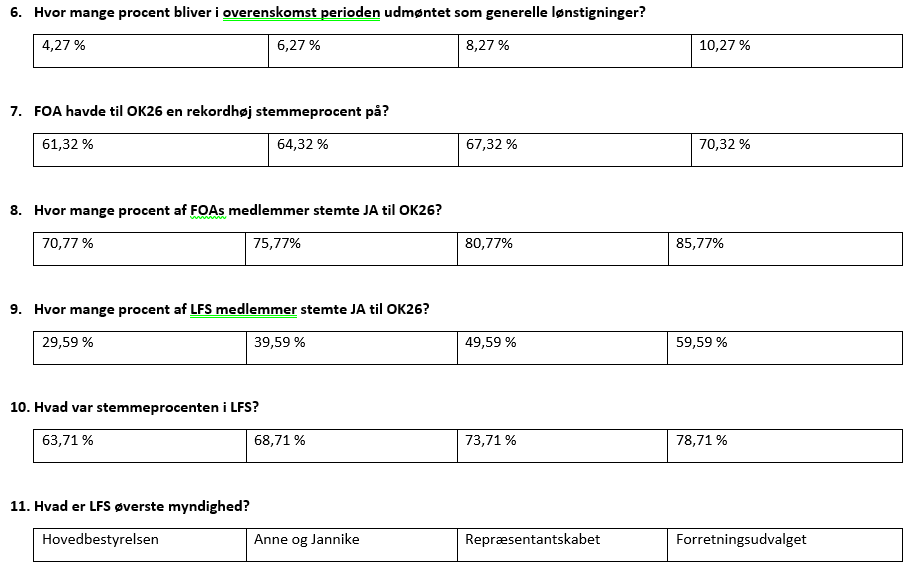 6. Hvor mange procent bliver i overenskomst perioden udmøntet som generelle lønstigninger?
4,27 % 6,27 % 8,27 % 10,27 %
7. FOA havde til OK26 en rekordhøj stemmeprocent på?
61,32 % 64,32 % 67,32 % 70,32 %
8. Hvor mange procent af FOAs medlemmer stemte JA til OK26?
70,77 % 75,77% 80,77% 85,77%
9. Hvor mange procent af LFS medlemmer stemte JA til OK26?
29,59 % 39,59 % 49,59 % 59,59 %
10. Hvad var stemmeprocenten i LFS?
63,71 % 68,71 % 73,71 % 78,71 %
11. Hvad er LFS øverste myndighed?
Hovedbestyrelsen Anne og Jannike Repræsentantskabet Forretningsudvalget